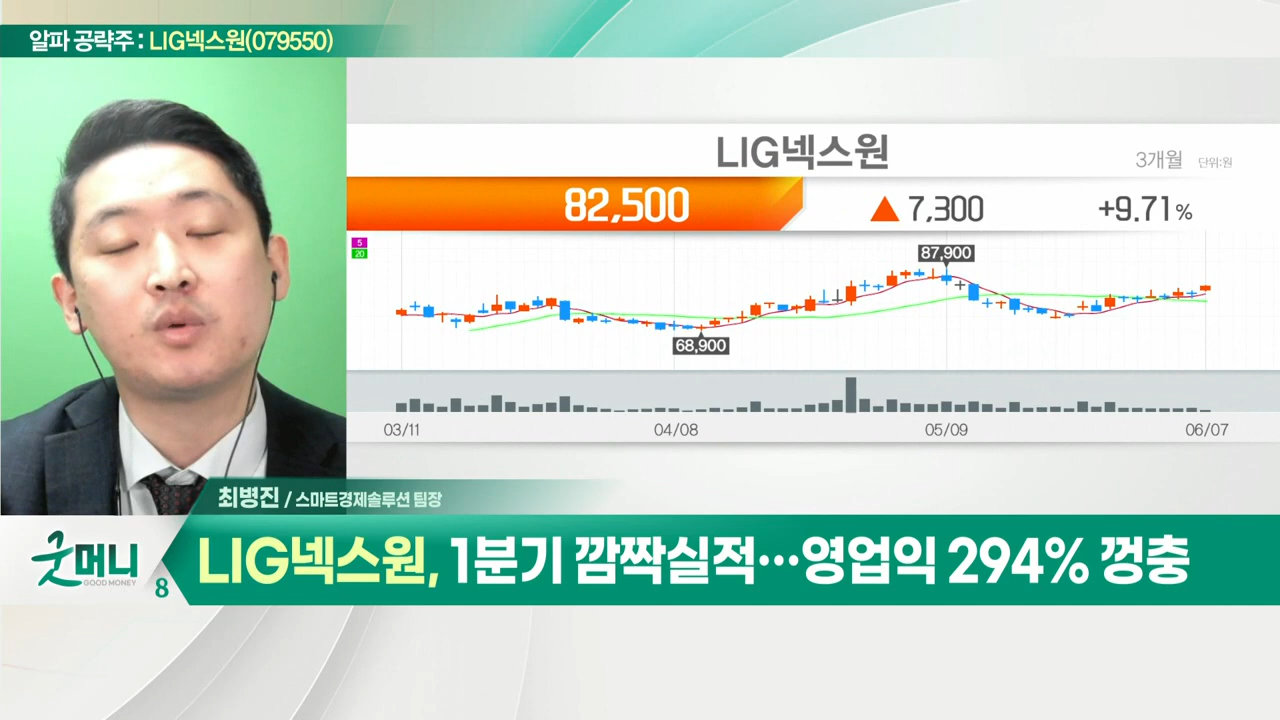 알파 공략주 : LIG넥스원(079550)
LIG넥스원
3개월 단위:원
82,500 ▲ 7,300 +9.71%
5
20
87,900
68,900
03/11 04/08 05/09 06/07
최병진 / 스마트경제솔루션 팀장
굿머니
GOOD MONEY
8
LIG넥스원, 1분기 깜짝실적…영업익 294% 껑충